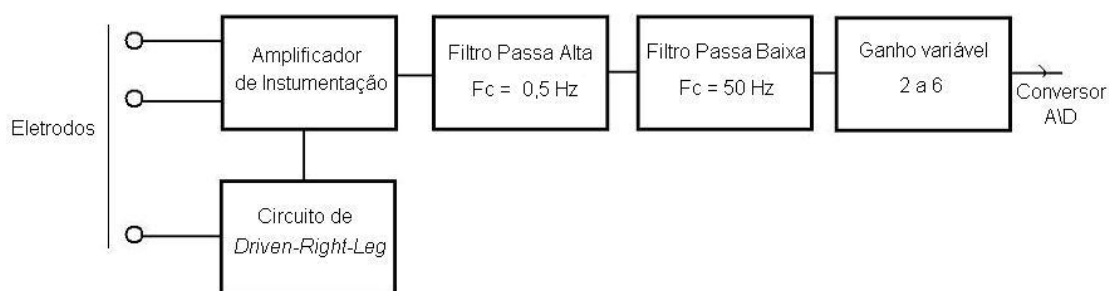 Eletrodos
Amplificador
de Instumentação
Filtro Passa Alta
Fc = 0,5 Hz
Filtro Passa Baixa
Fc = 50 Hz
Ganho variável
2 a 6
Conversor
A\D
Circuito de
Driven-Right-Leg